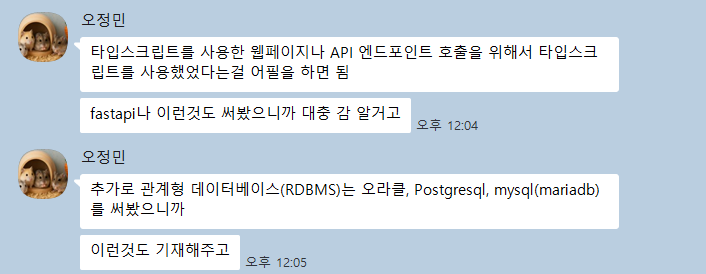 오정민
타입스크립트를 사용한 웹페이지나 API 엔드포인트 호출을 위해서 타입스크
립트를 사용했었다는걸 어필을 하면 됨
fastapi나 이런것도 써봤으니까 대충 감 알거고
오후 12:04
오정민
추가로 관계형 데이터베이스(RDBMS)는 오라클, Postgresql, mysql(mariadb)
를 써봤으니까
이런것도 기재해주고
오후 12:05